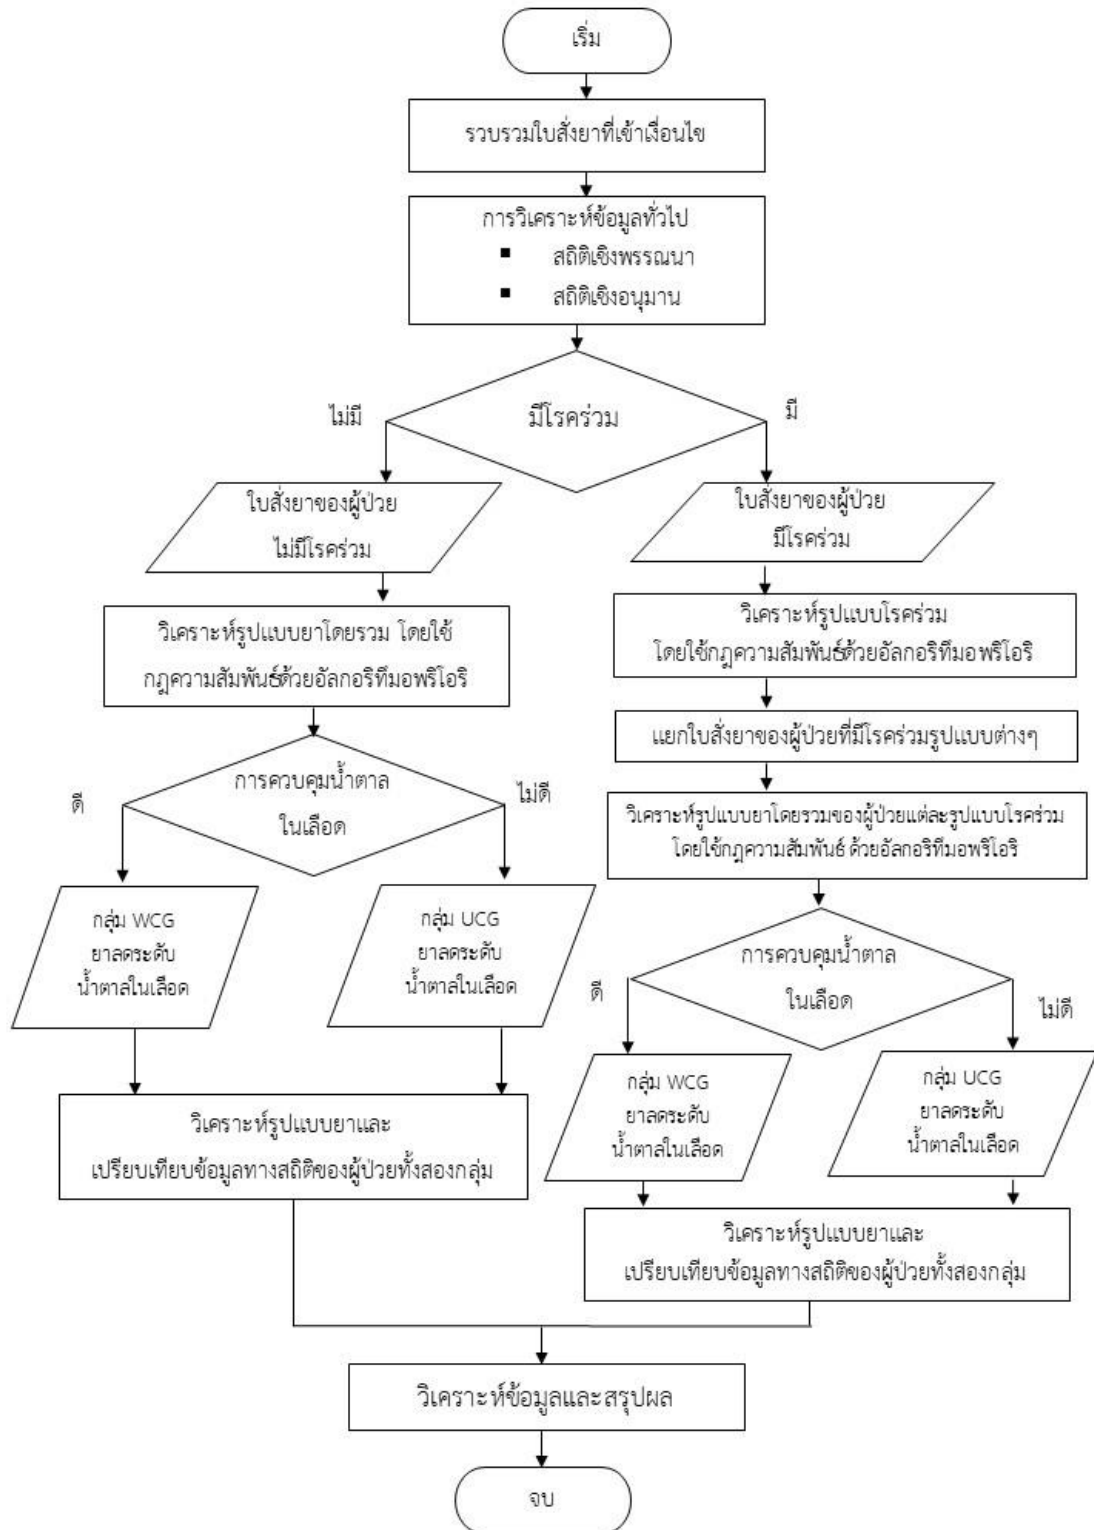 เริ่ม
รวบรวมใบสั่งยาที่เข้าเงื่อนไข
การวิเคราะห์ข้อมูลทั่วไป
▪ สถิติเชิงพรรณนา
▪ สถิติเชิงอนุมาน
มีโรคร่วม
ไม่มี
มี
ใบสั่งยาของผู้ป่วย
ไม่มีโรคร่วม
ใบสั่งยาของผู้ป่วย
มีโรคร่วม
วิเคราะห์รูปแบบยาโดยรวม โดยใช้
กฎความสัมพันธ์ด้วยอัลกอริทึมอพริโอริ
วิเคราะห์รูปแบบโรคร่วม
โดยใช้กฎความสัมพันธ์ด้วยอัลกอริทึมอพริโอริ
แยกใบสั่งยาของผู้ป่วยที่มีโรคร่วมรูปแบบต่างๆ
การควบคุมน้ำตาล
ในเลือด
ดี
ไม่ดี
วิเคราะห์รูปแบบยาโดยรวมของผู้ป่วยแต่ละรูปแบบโรคร่วม
โดยใช้กฎความสัมพันธ์ ด้วยอัลกอริทึมอพริโอริ
กลุ่ม WCG
ยาลดระดับ
น้ำตาลในเลือด
กลุ่ม UCG
ยาลดระดับ
น้ำตาลในเลือด
การควบคุมน้ำตาล
ในเลือด
ดี
ไม่ดี
กลุ่ม WCG
ยาลดระดับ
น้ำตาลในเลือด
กลุ่ม UCG
ยาลดระดับ
น้ำตาลในเลือด
วิเคราะห์รูปแบบยาและ
เปรียบเทียบข้อมูลทางสถิติของผู้ป่วยทั้งสองกลุ่ม
วิเคราะห์รูปแบบยาและ
เปรียบเทียบข้อมูลทางสถิติของผู้ป่วยทั้งสองกลุ่ม
วิเคราะห์ข้อมูลและสรุปผล
จบ